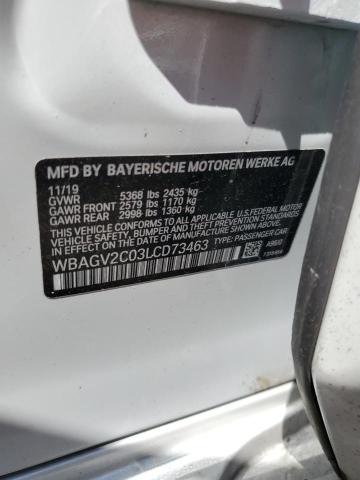 MFD BY BAYERISCHE MOTOREN WERKE AG
11/19
GVWR 5368 lbs 2435 kg
GAWR FRONT 2579 lbs 1170 kg
GAWR REAR 2998 lbs 1360 kg
THIS VEHICLE CONFORMS TO ALL APPLICABLE U.S. FEDERAL MOTOR
VEHICLE SAFETY, BUMPER AND THEFT PREVENTION STANDARDS
IN EFFECT ON THE DATE OF MANUFACTURE SHOWN ABOVE.
WBAGV2C03LCD73463 TYPE: PASSENGER CAR